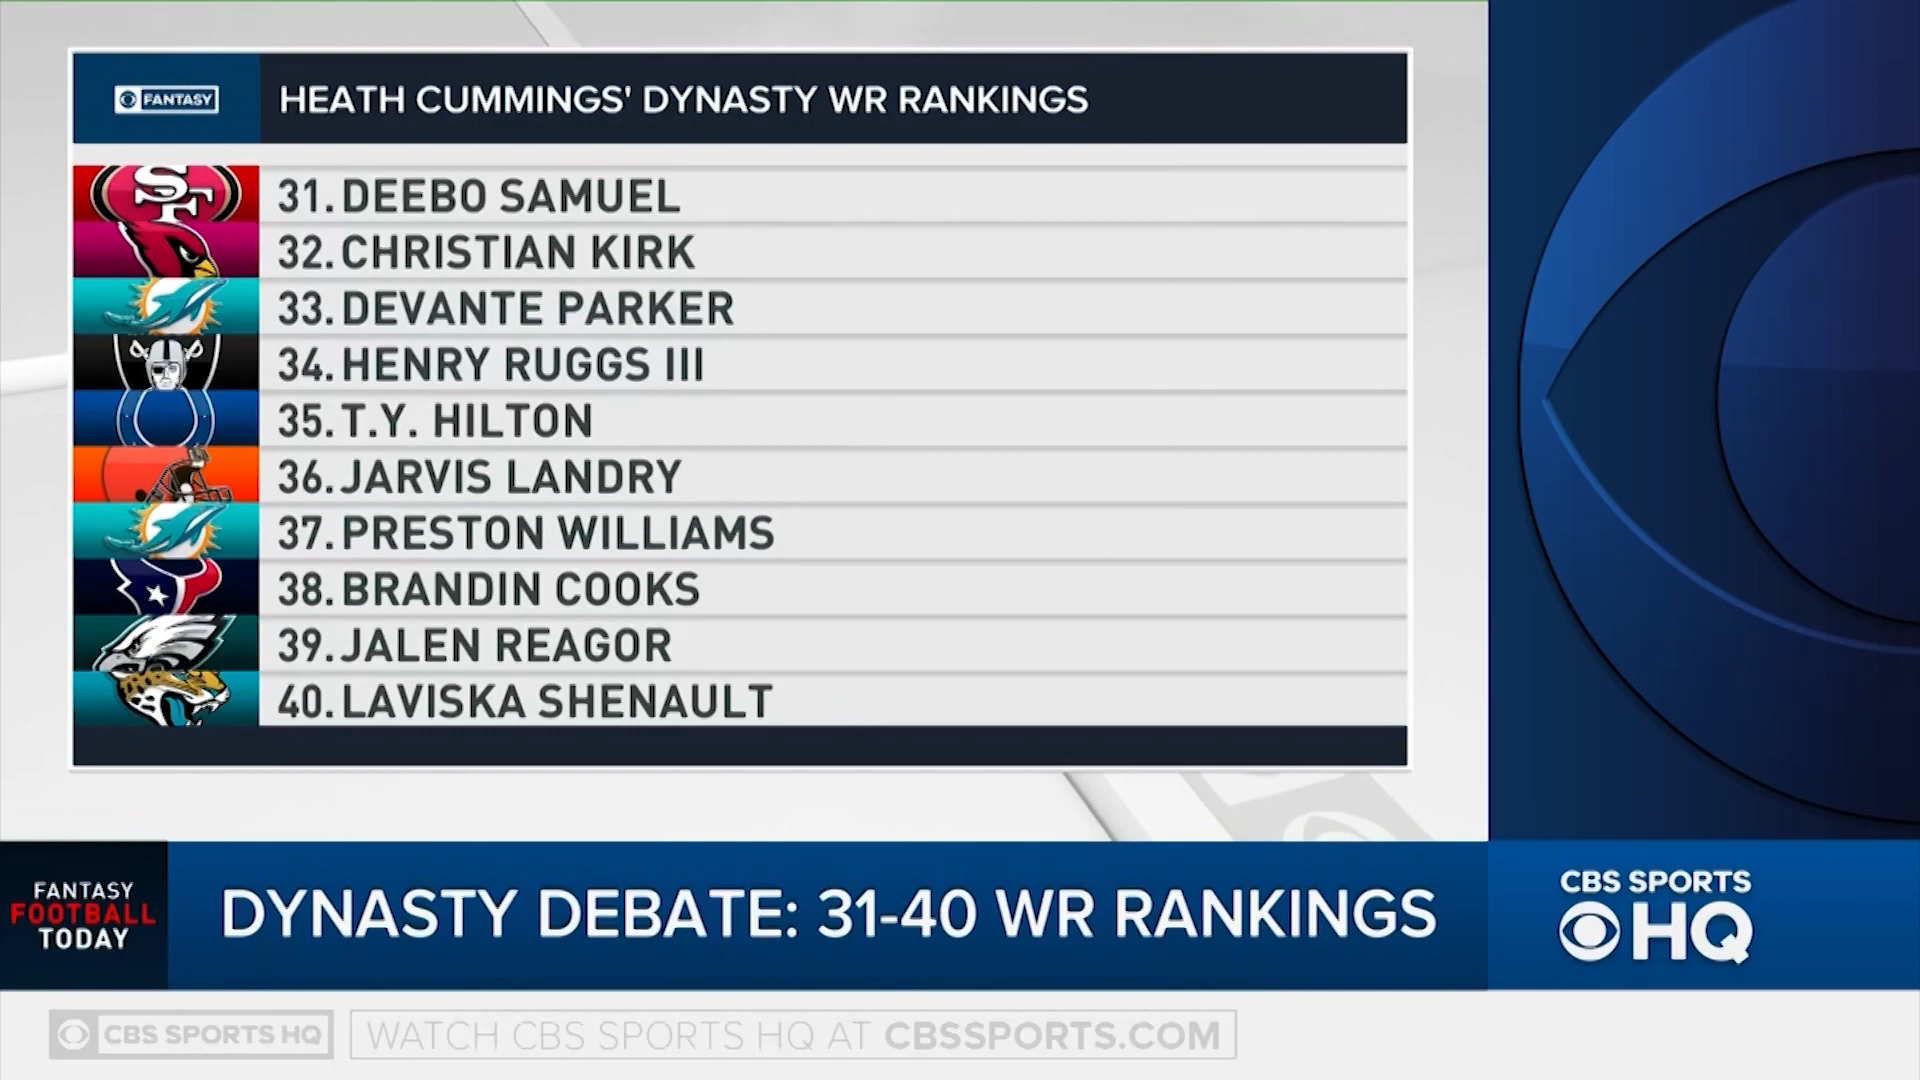 FANTASY
HEATH CUMMINGS' DYNASTY WR RANKINGS
SF
31. DEEBO SAMUEL
32. CHRISTIAN KIRK
33. DEVANTE PARKER
34. HENRY RUGGS III
35. T.Y. HILTON
36. JARVIS LANDRY
37. PRESTON WILLIAMS
38. BRANDIN COOKS
39. JALEN REAGOR
40. LAVISKA SHENAULT
FANTASY
FOOTBALL
TODAY
DYNASTY DEBATE: 31-40 WR RANKINGS
CBS SPORTS
HQ
CBS SPORTS HQ
WATCH CBS SPORTS HQ AT CBSSPORTS.COM